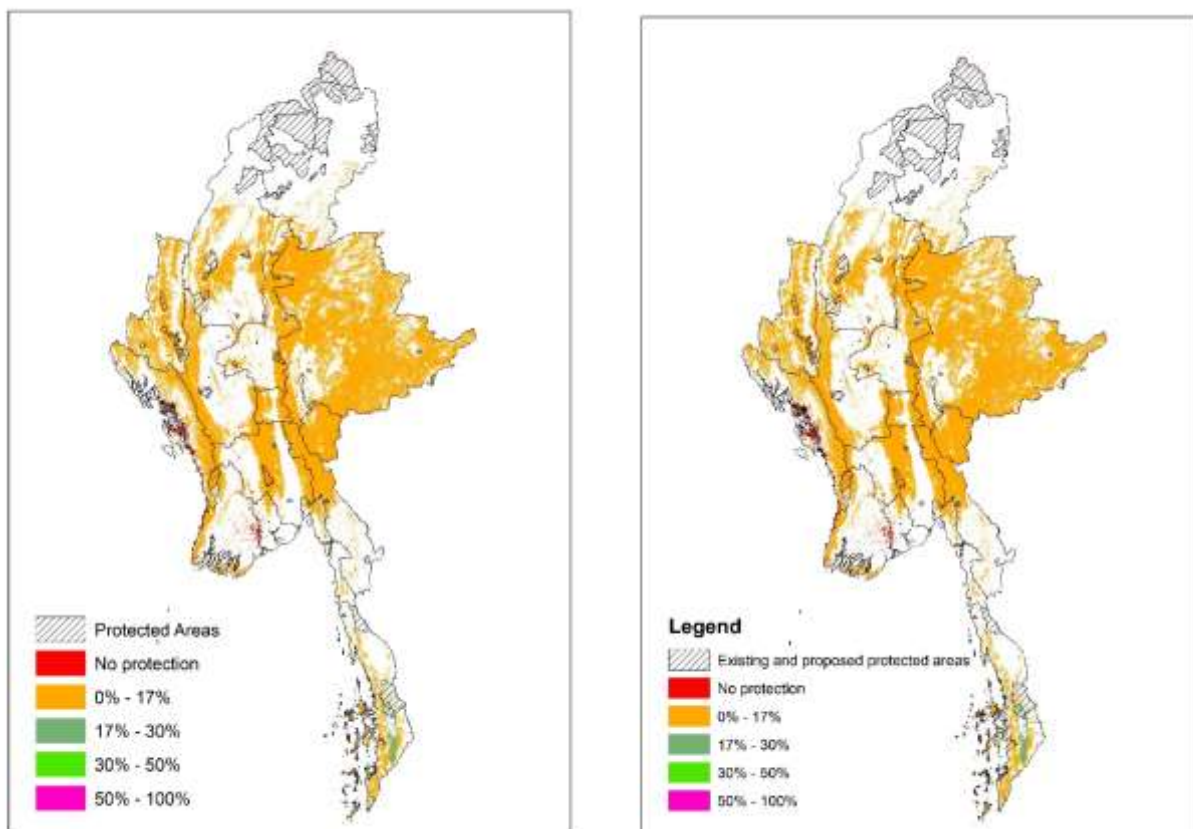 Protected Areas
No protection
0% - 17%
17% - 30%
30% - 50%
50% - 100%
Legend
Existing and proposed protected areas
No protection
0% - 17%
17% - 30%
30% - 50%
50% - 100%